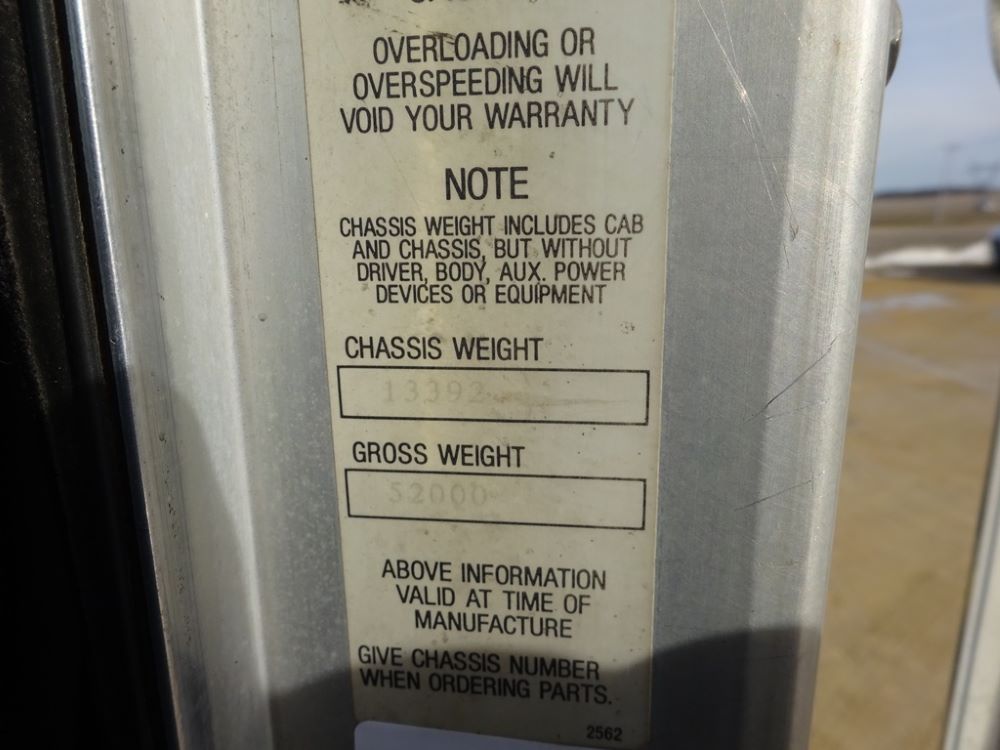 OVERLOADING OR
OVERSPEEDING WILL
VOID YOUR WARRANTY
NOTE
CHASSIS WEIGHT INCLUDES CAB
AND CHASSIS, BUT WITHOUT
DRIVER, BODY, AUX. POWER
DEVICES OR EQUIPMENT
CHASSIS WEIGHT
13392
GROSS WEIGHT
52000
ABOVE INFORMATION
VALID AT TIME OF
MANUFACTURE
GIVE CHASSIS NUMBER
WHEN ORDERING PARTS.
2562